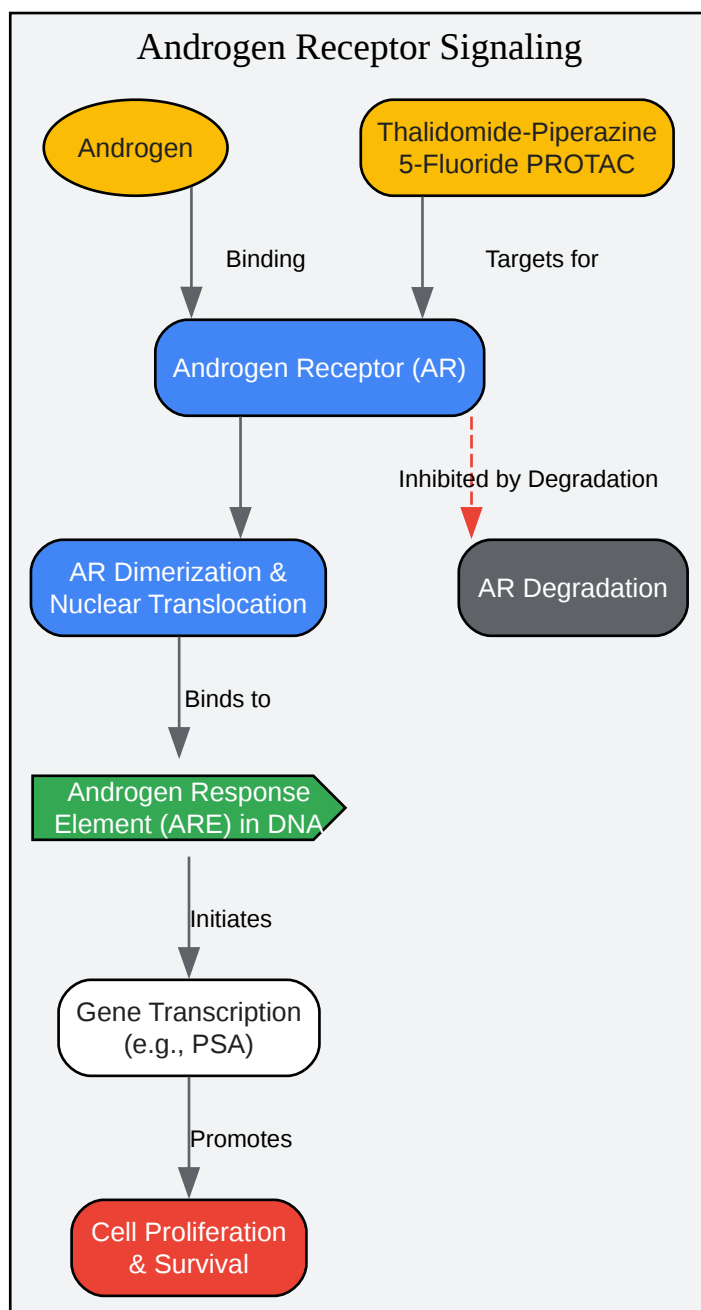 Androgen Receptor Signaling
Androgen
Thalidomide-Piperazine
5-Fluoride PROTAC
Binding
Targets for
Androgen Receptor (AR)
Inhibited by Degradation
AR Dimerization &
Nuclear Translocation
AR Degradation
Binds to
Androgen Response
Element (ARE) in DNA
Initiates
Gene Transcription
(e.g., PSA)
Promotes
Cell Proliferation
& Survival